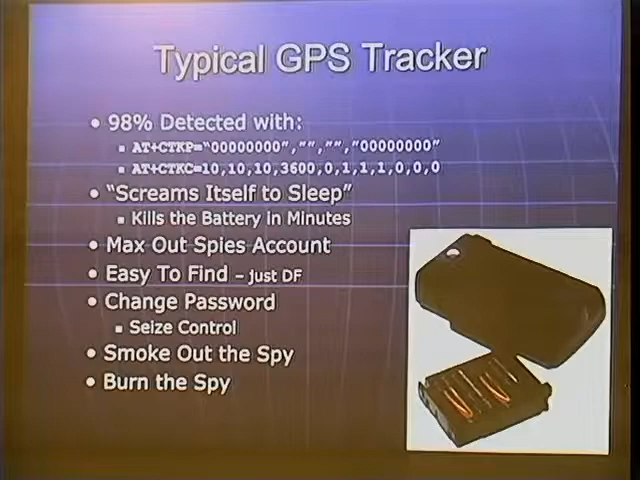 Typical GPS Tracker
98% Detected with:
AT+CTKP="00000000","","","00000000"
AT+CTKC=10,10,10,3600,0,1,1,1,0,0,0
"Screams Itself to Sleep"
Kills the Battery in Minutes
Max Out Spies Account
Easy To Find – just DF
Change Password
Seize Control
Smoke Out the Spy
Burn the Spy